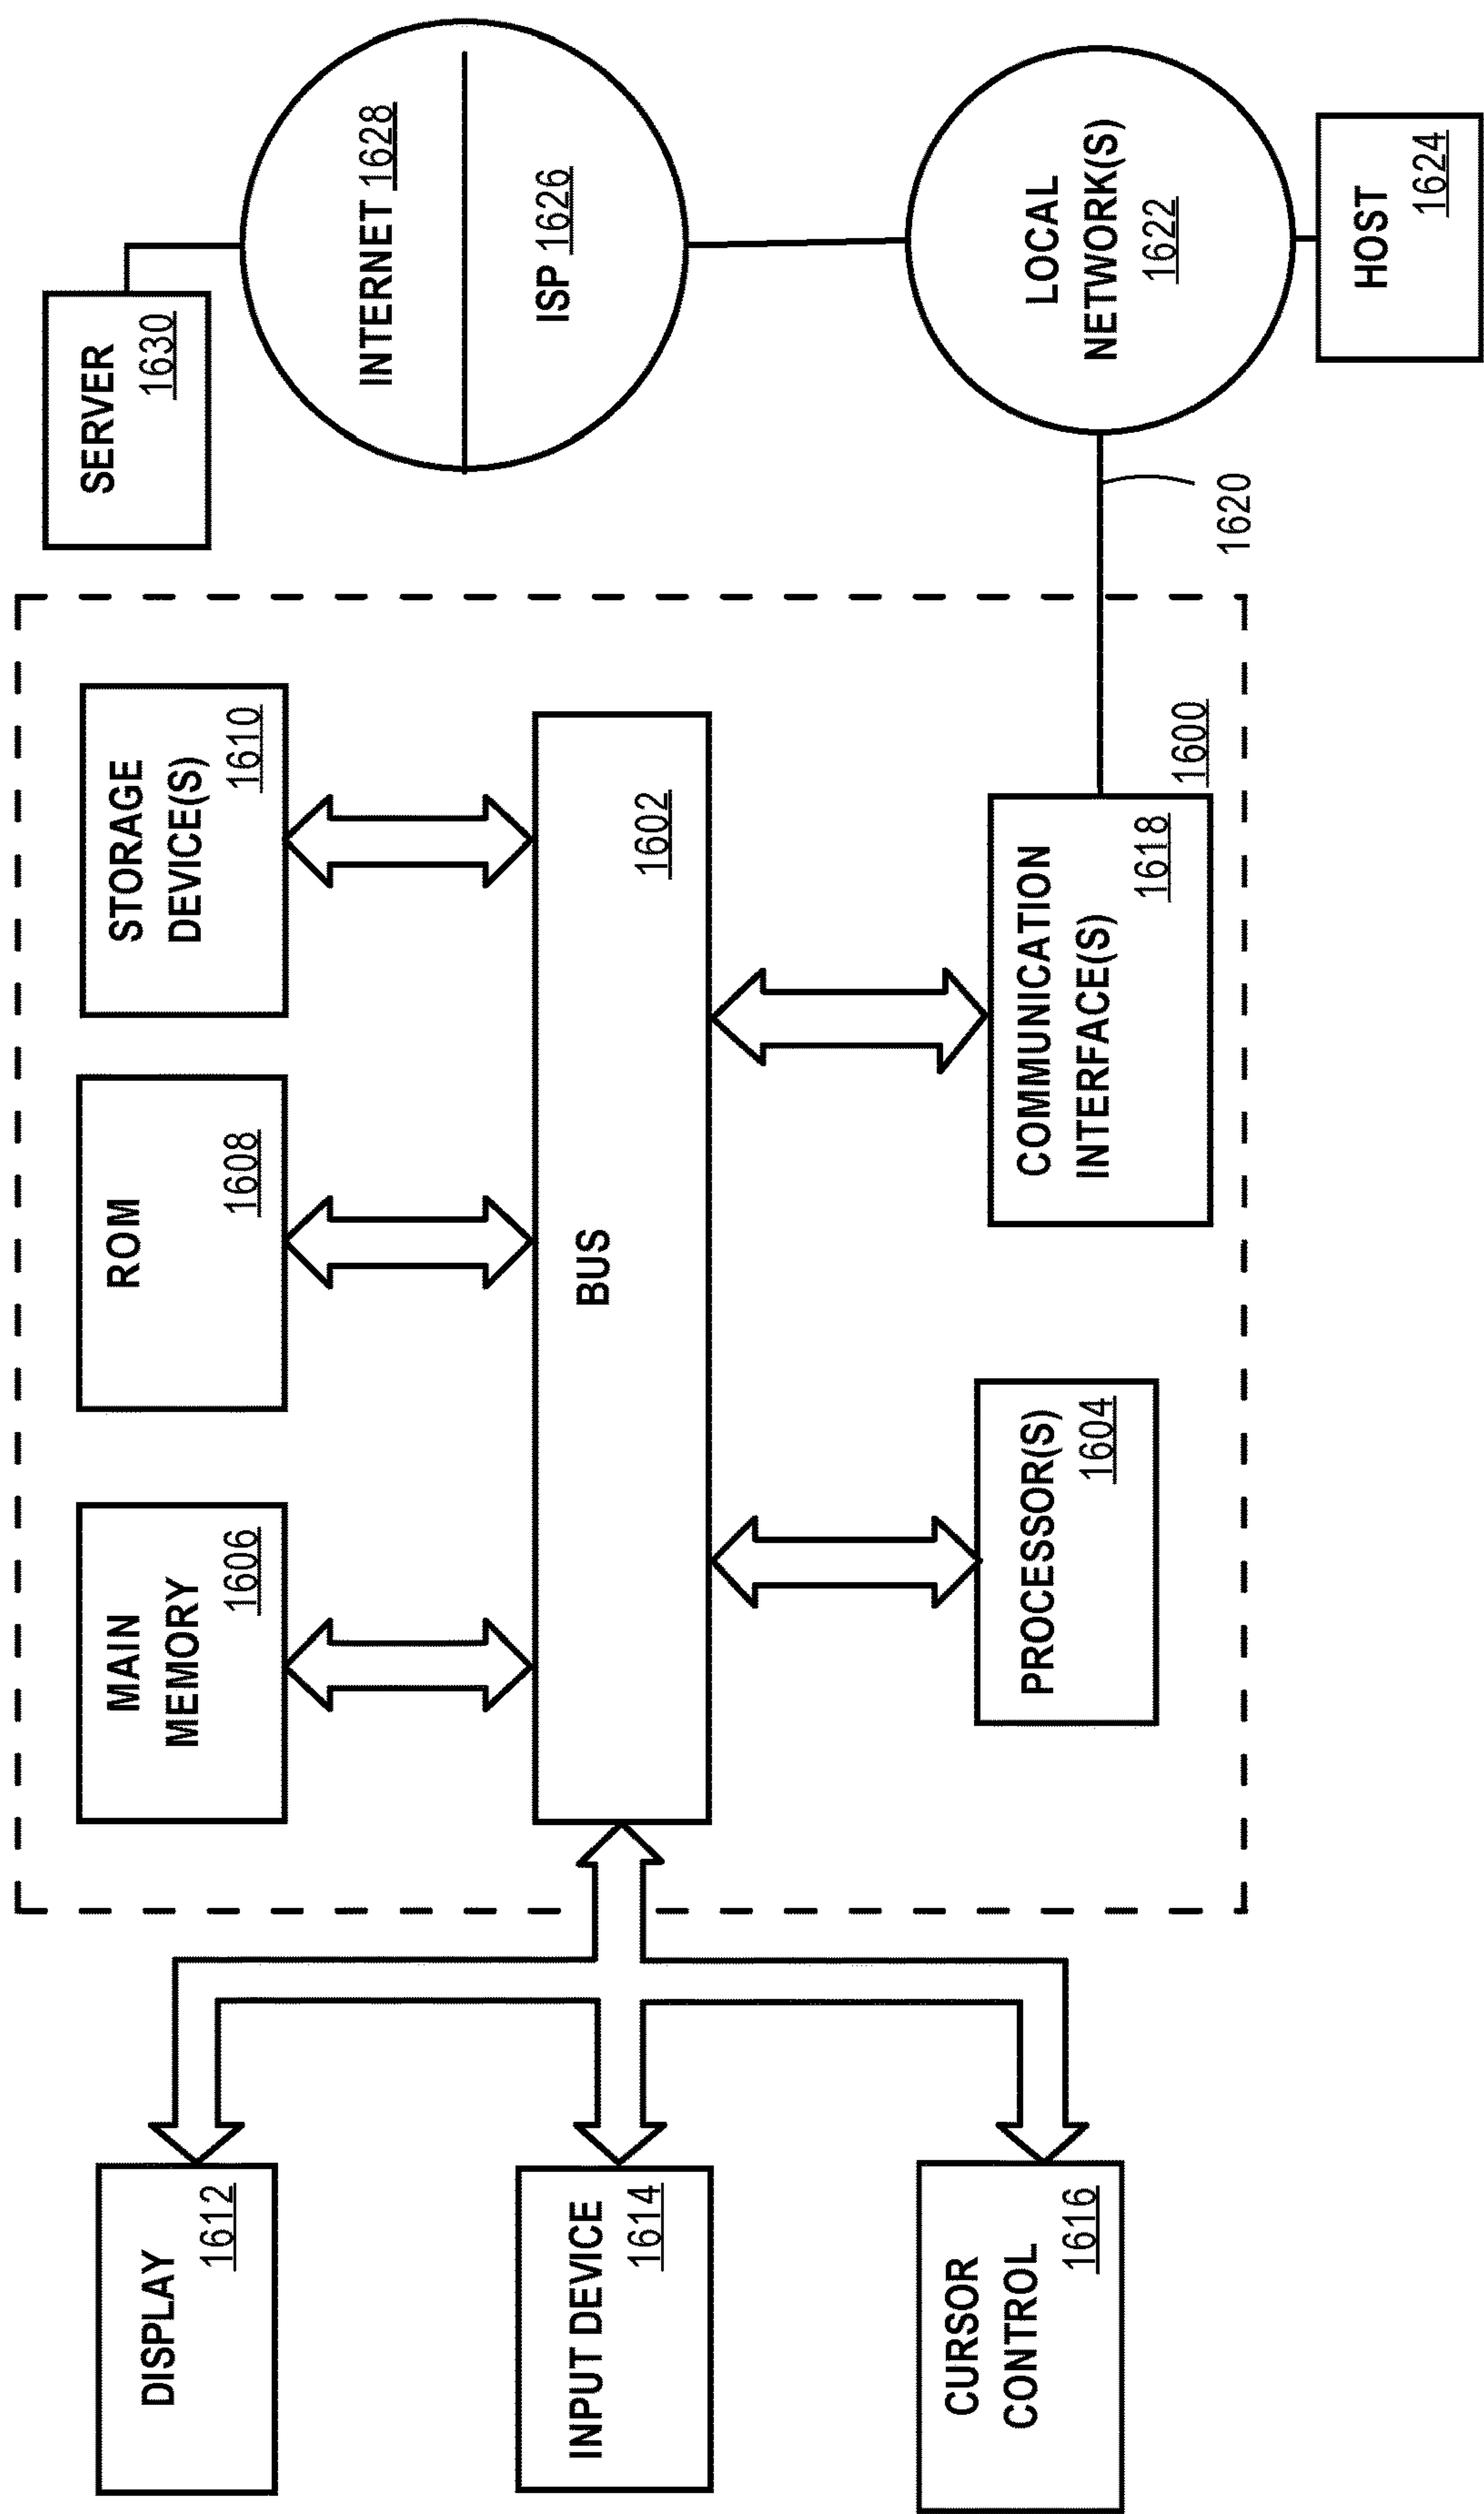 DISPLAY
1612
INPUT DEVICE
1614
CURSOR
CONTROL
1616
MAIN
MEMORY
1606
ROM
1608
STORAGE
DEVICE(S)
1610
BUS
1602
PROCESSOR(S)
1604
COMMUNICATION
INTERFACE(S)
1618
1600
SERVER
1630
INTERNET 1628
ISP 1626
LOCAL
NETWORK(S)
1622
1620
HOST
1624